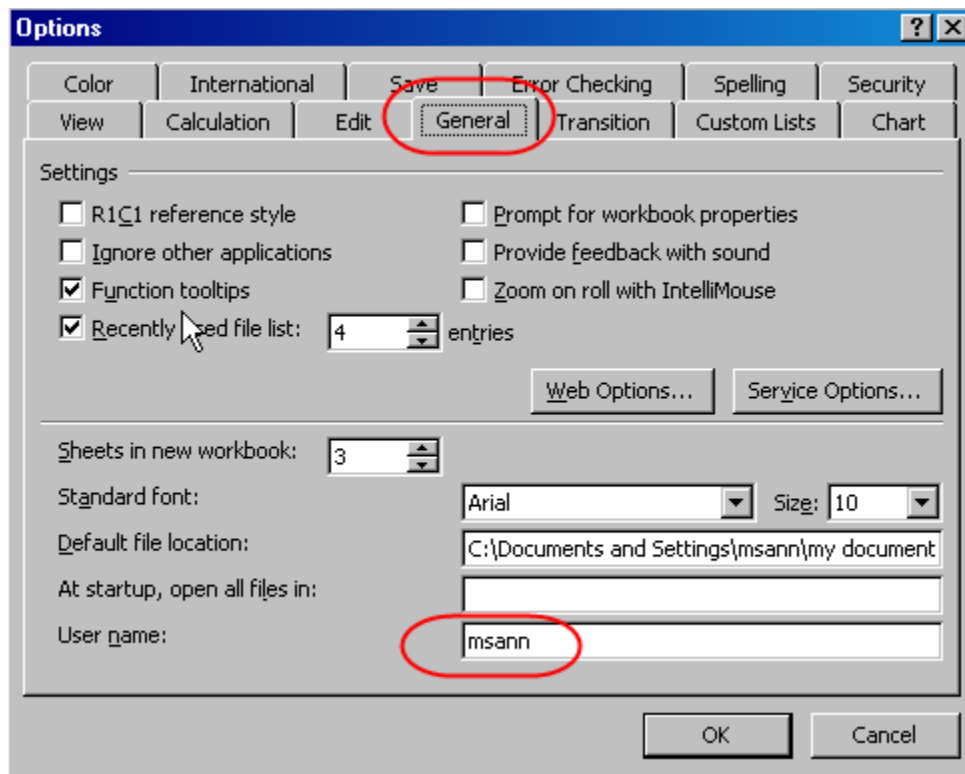 Options
Color International Save Error Checking Spelling Security
View Calculation Edit General Transition Custom Lists Chart
Settings
R1C1 reference style Prompt for workbook properties
Ignore other applications Provide feedback with sound
Function tooltips Zoom on roll with IntelliMouse
Recently file list: 4 entries
Web Options... Service Options...
Sheets in new workbook: 3
Standard font: Arial Size: 10
Default file location: C:\Documents and Settings\msann\my document
At startup, open all files in:
User name: msann
OK Cancel